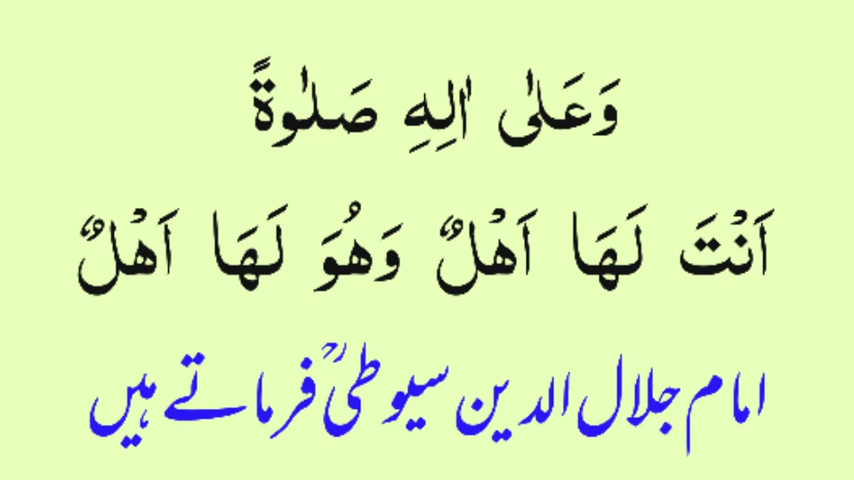 وَعَلٰى اٰلِهٖ صَلٰوةً
اَنْتَ لَهَا اَهْلٌ وَهُوَ لَهَا اَهْلٌ
امام جلال الدین سیوطیؒ فرماتے ہیں